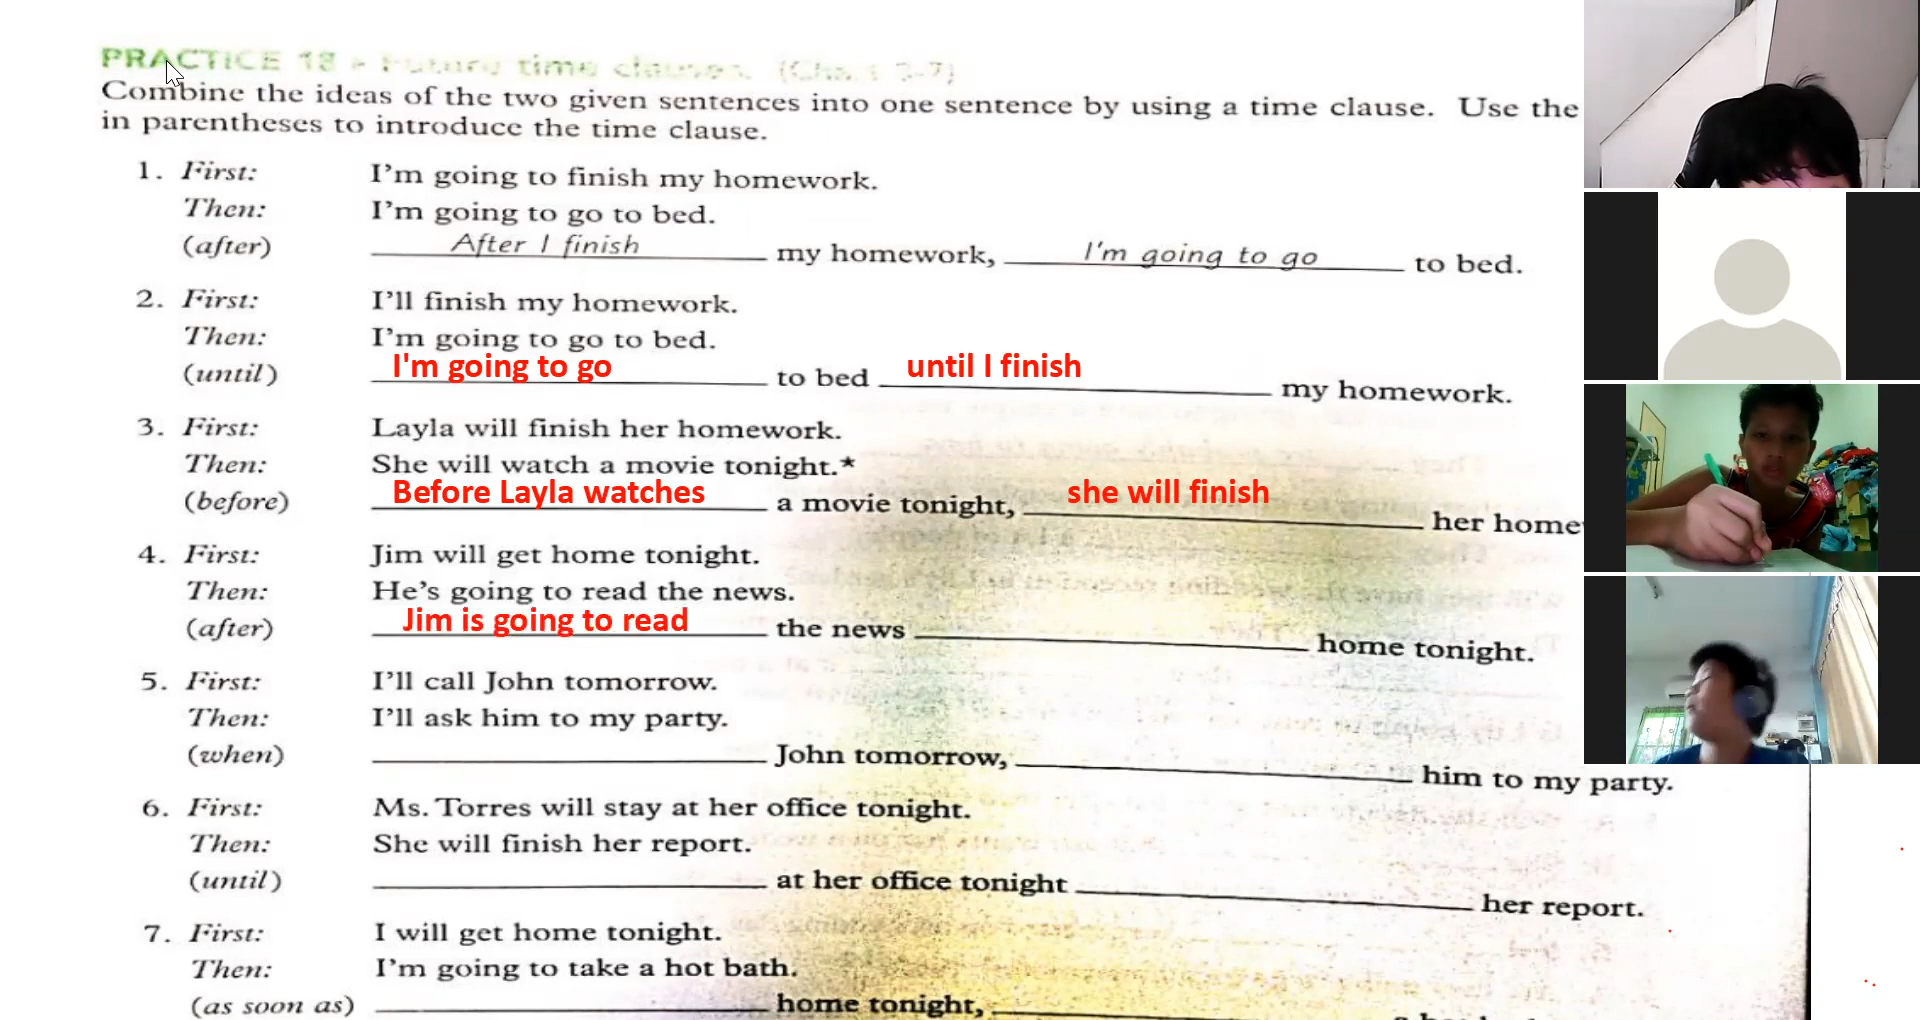 PRACTICE 18 ▸ Future time clauses. (Chart 3-7)
Combine the ideas of the two given sentences into one sentence by using a time clause. Use the
in parentheses to introduce the time clause.
1. First: I'm going to finish my homework.
Then: I'm going to go to bed.
(after) After I finish my homework, I'm going to go to bed.
2. First: I'll finish my homework.
Then: I'm going to go to bed.
(until) I'm going to go to bed until I finish my homework.
3. First: Layla will finish her homework.
Then: She will watch a movie tonight.*
(before) Before Layla watches a movie tonight, she will finish her home
4. First: Jim will get home tonight.
Then: He's going to read the news.
(after) Jim is going to read the news home tonight.
5. First: I'll call John tomorrow.
Then: I'll ask him to my party.
(when) John tomorrow, him to my party.
6. First: Ms. Torres will stay at her office tonight.
Then: She will finish her report.
(until) at her office tonight her report.
7. First: I will get home tonight.
Then: I'm going to take a hot bath.
(as soon as) home tonight,